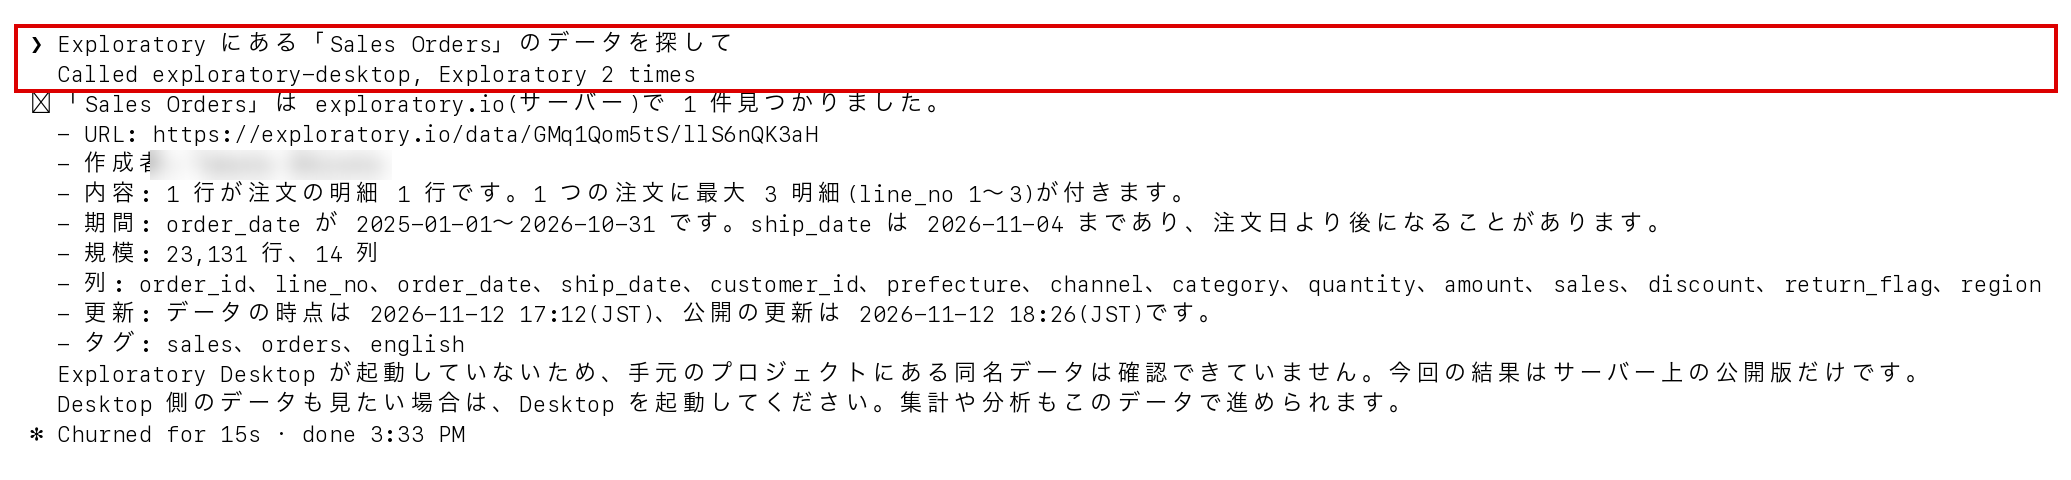 ❯ Exploratory にある「Sales Orders」のデータを探して
Called exploratory-desktop, Exploratory 2 times
「Sales Orders」は exploratory.io(サーバー)で 1 件見つかりました。
- URL: https://exploratory.io/data/GMq1Qom5tS/llS6nQK3aH
- 作成者
- 内容: 1 行が注文の明細 1 行です。1 つの注文に最大 3 明細(line_no 1〜3)が付きます。
- 期間: order_date が 2025-01-01〜2026-10-31 です。ship_date は 2026-11-04 まであり、注文日より後になることがあります。
- 規模: 23,131 行、14 列
- 列: order_id、line_no、order_date、ship_date、customer_id、prefecture、channel、category、quantity、amount、sales、discount、return_flag、region
- 更新: データの時点は 2026-11-12 17:12(JST)、公開の更新は 2026-11-12 18:26(JST)です。
- タグ: sales、orders、english
Exploratory Desktop が起動していないため、手元のプロジェクトにある同名データは確認できていません。今回の結果はサーバー上の公開版だけです。
Desktop 側のデータも見たい場合は、Desktop を起動してください。集計や分析もこのデータで進められます。
✻ Churned for 15s · done 3:33 PM